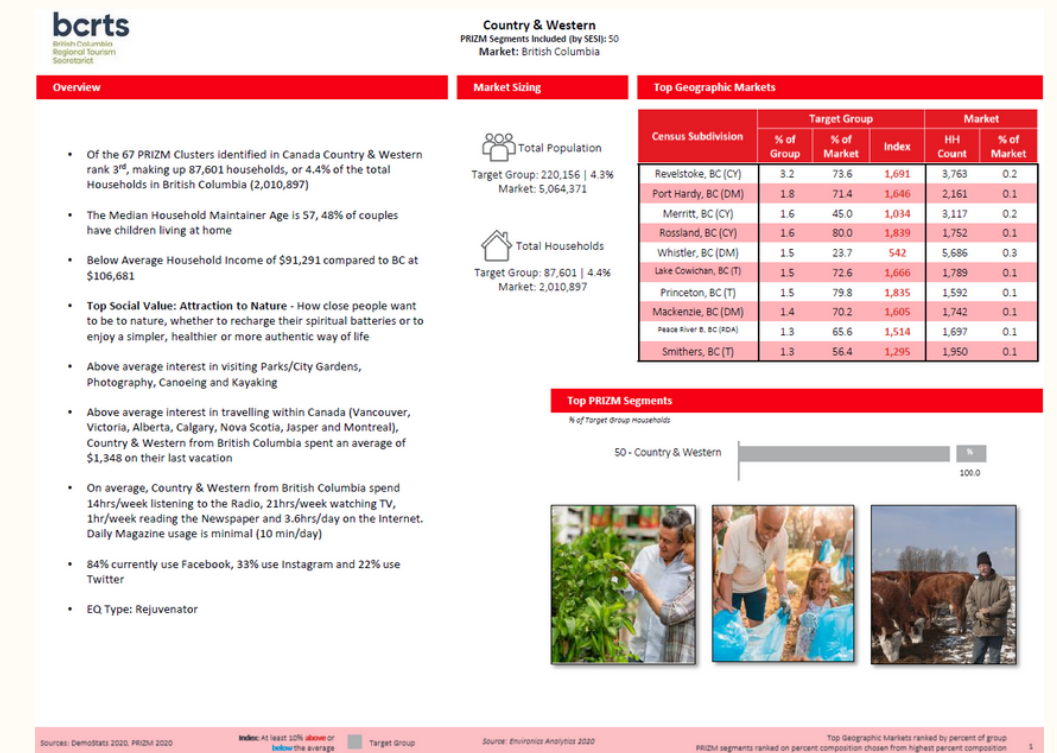 bcrts
British Columbia
Regional Tourism
Secretariat
Country & Western
PRIZM Segments Included (by SESI): 50
Market: British Columbia
Overview
• Of the 67 PRIZM Clusters identified in Canada Country & Western
rank 3rd, making up 87,601 households, or 4.4% of the total
Households in British Columbia (2,010,897)
• The Median Household Maintainer Age is 57, 48% of couples
have children living at home
• Below Average Household Income of $91,291 compared to BC at
$106,681
• Top Social Value: Attraction to Nature - How close people want
to be to nature, whether to recharge their spiritual batteries or to
enjoy a simpler, healthier or more authentic way of life
• Above average interest in visiting Parks/City Gardens,
Photography, Canoeing and Kayaking
• Above average interest in travelling within Canada (Vancouver,
Victoria, Alberta, Calgary, Nova Scotia, Jasper and Montreal),
Country & Western from British Columbia spent an average of
$1,348 on their last vacation
• On average, Country & Western from British Columbia spend
14hrs/week listening to the Radio, 21hrs/week watching TV,
1hr/week reading the Newspaper and 3.6hrs/day on the Internet.
Daily Magazine usage is minimal (10 min/day)
• 84% currently use Facebook, 33% use Instagram and 22% use
Twitter
• EQ Type: Rejuvenator
Market Sizing
Total Population
Target Group: 220,156 | 4.3%
Market: 5,064,371
Total Households
Target Group: 87,601 | 4.4%
Market: 2,010,897
Top Geographic Markets
Target Group Market
Census Subdivision % of Group % of Market Index HH Count % of Market
Revelstoke, BC (CY) 3.2 73.6 1,691 3,763 0.2
Port Hardy, BC (DM) 1.8 71.4 1,646 2,161 0.1
Merritt, BC (CY) 1.6 45.0 1,034 3,117 0.2
Rossland, BC (CY) 1.6 80.0 1,839 1,752 0.1
Whistler, BC (DM) 1.5 23.7 542 5,686 0.3
Lake Cowichan, BC (T) 1.5 72.6 1,666 1,789 0.1
Princeton, BC (T) 1.5 79.8 1,835 1,592 0.1
Mackenzie, BC (DM) 1.4 70.2 1,605 1,742 0.1
Peace River B, BC (RDA) 1.3 65.6 1,514 1,697 0.1
Smithers, BC (T) 1.3 56.4 1,295 1,950 0.1
Top PRIZM Segments
% of Target Group Households
50 - Country & Western
%
100.0
Sources: DemoStats 2020, PRIZM 2020
Index: At least 10% above or
below the average
Target Group
Source: Environics Analytics 2020
Top Geographic Markets ranked by percent of group
PRIZM segments ranked on percent composition chosen from highest percent composition
1